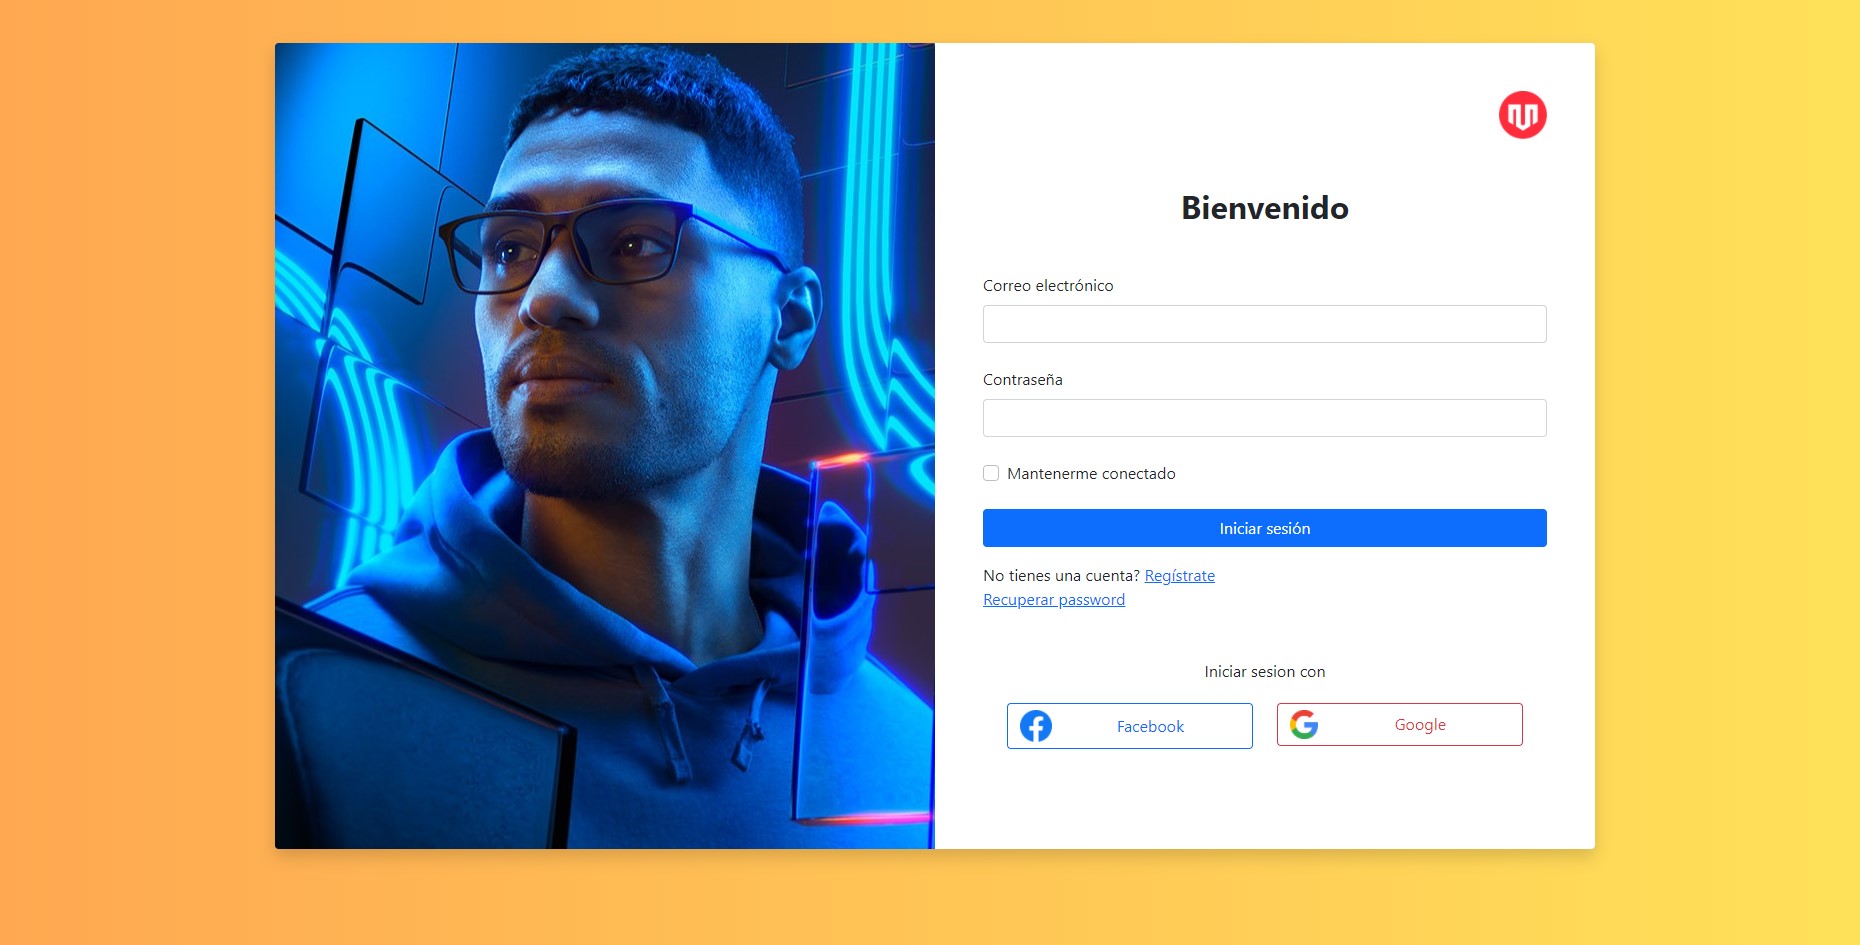 Bienvenido
Correo electrónico
Contraseña
Mantenerme conectado
Iniciar sesión
No tienes una cuenta? Regístrate
Recuperar password
Iniciar sesion con
Facebook
Google